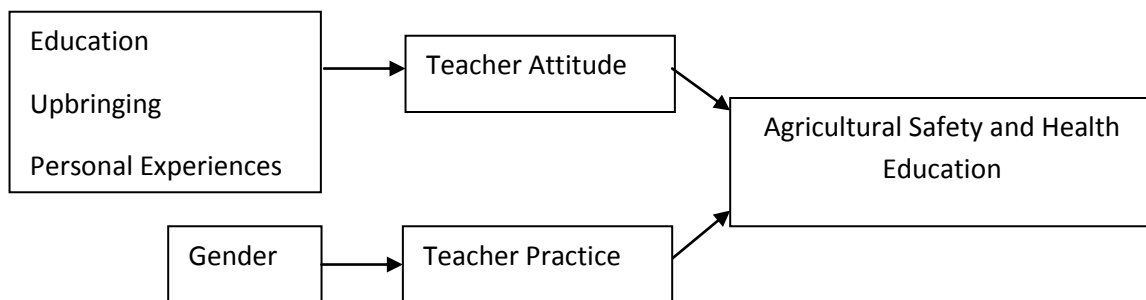 Education
Upbringing
Personal Experiences
Teacher Attitude
Agricultural Safety and Health
Education
Gender
Teacher Practice